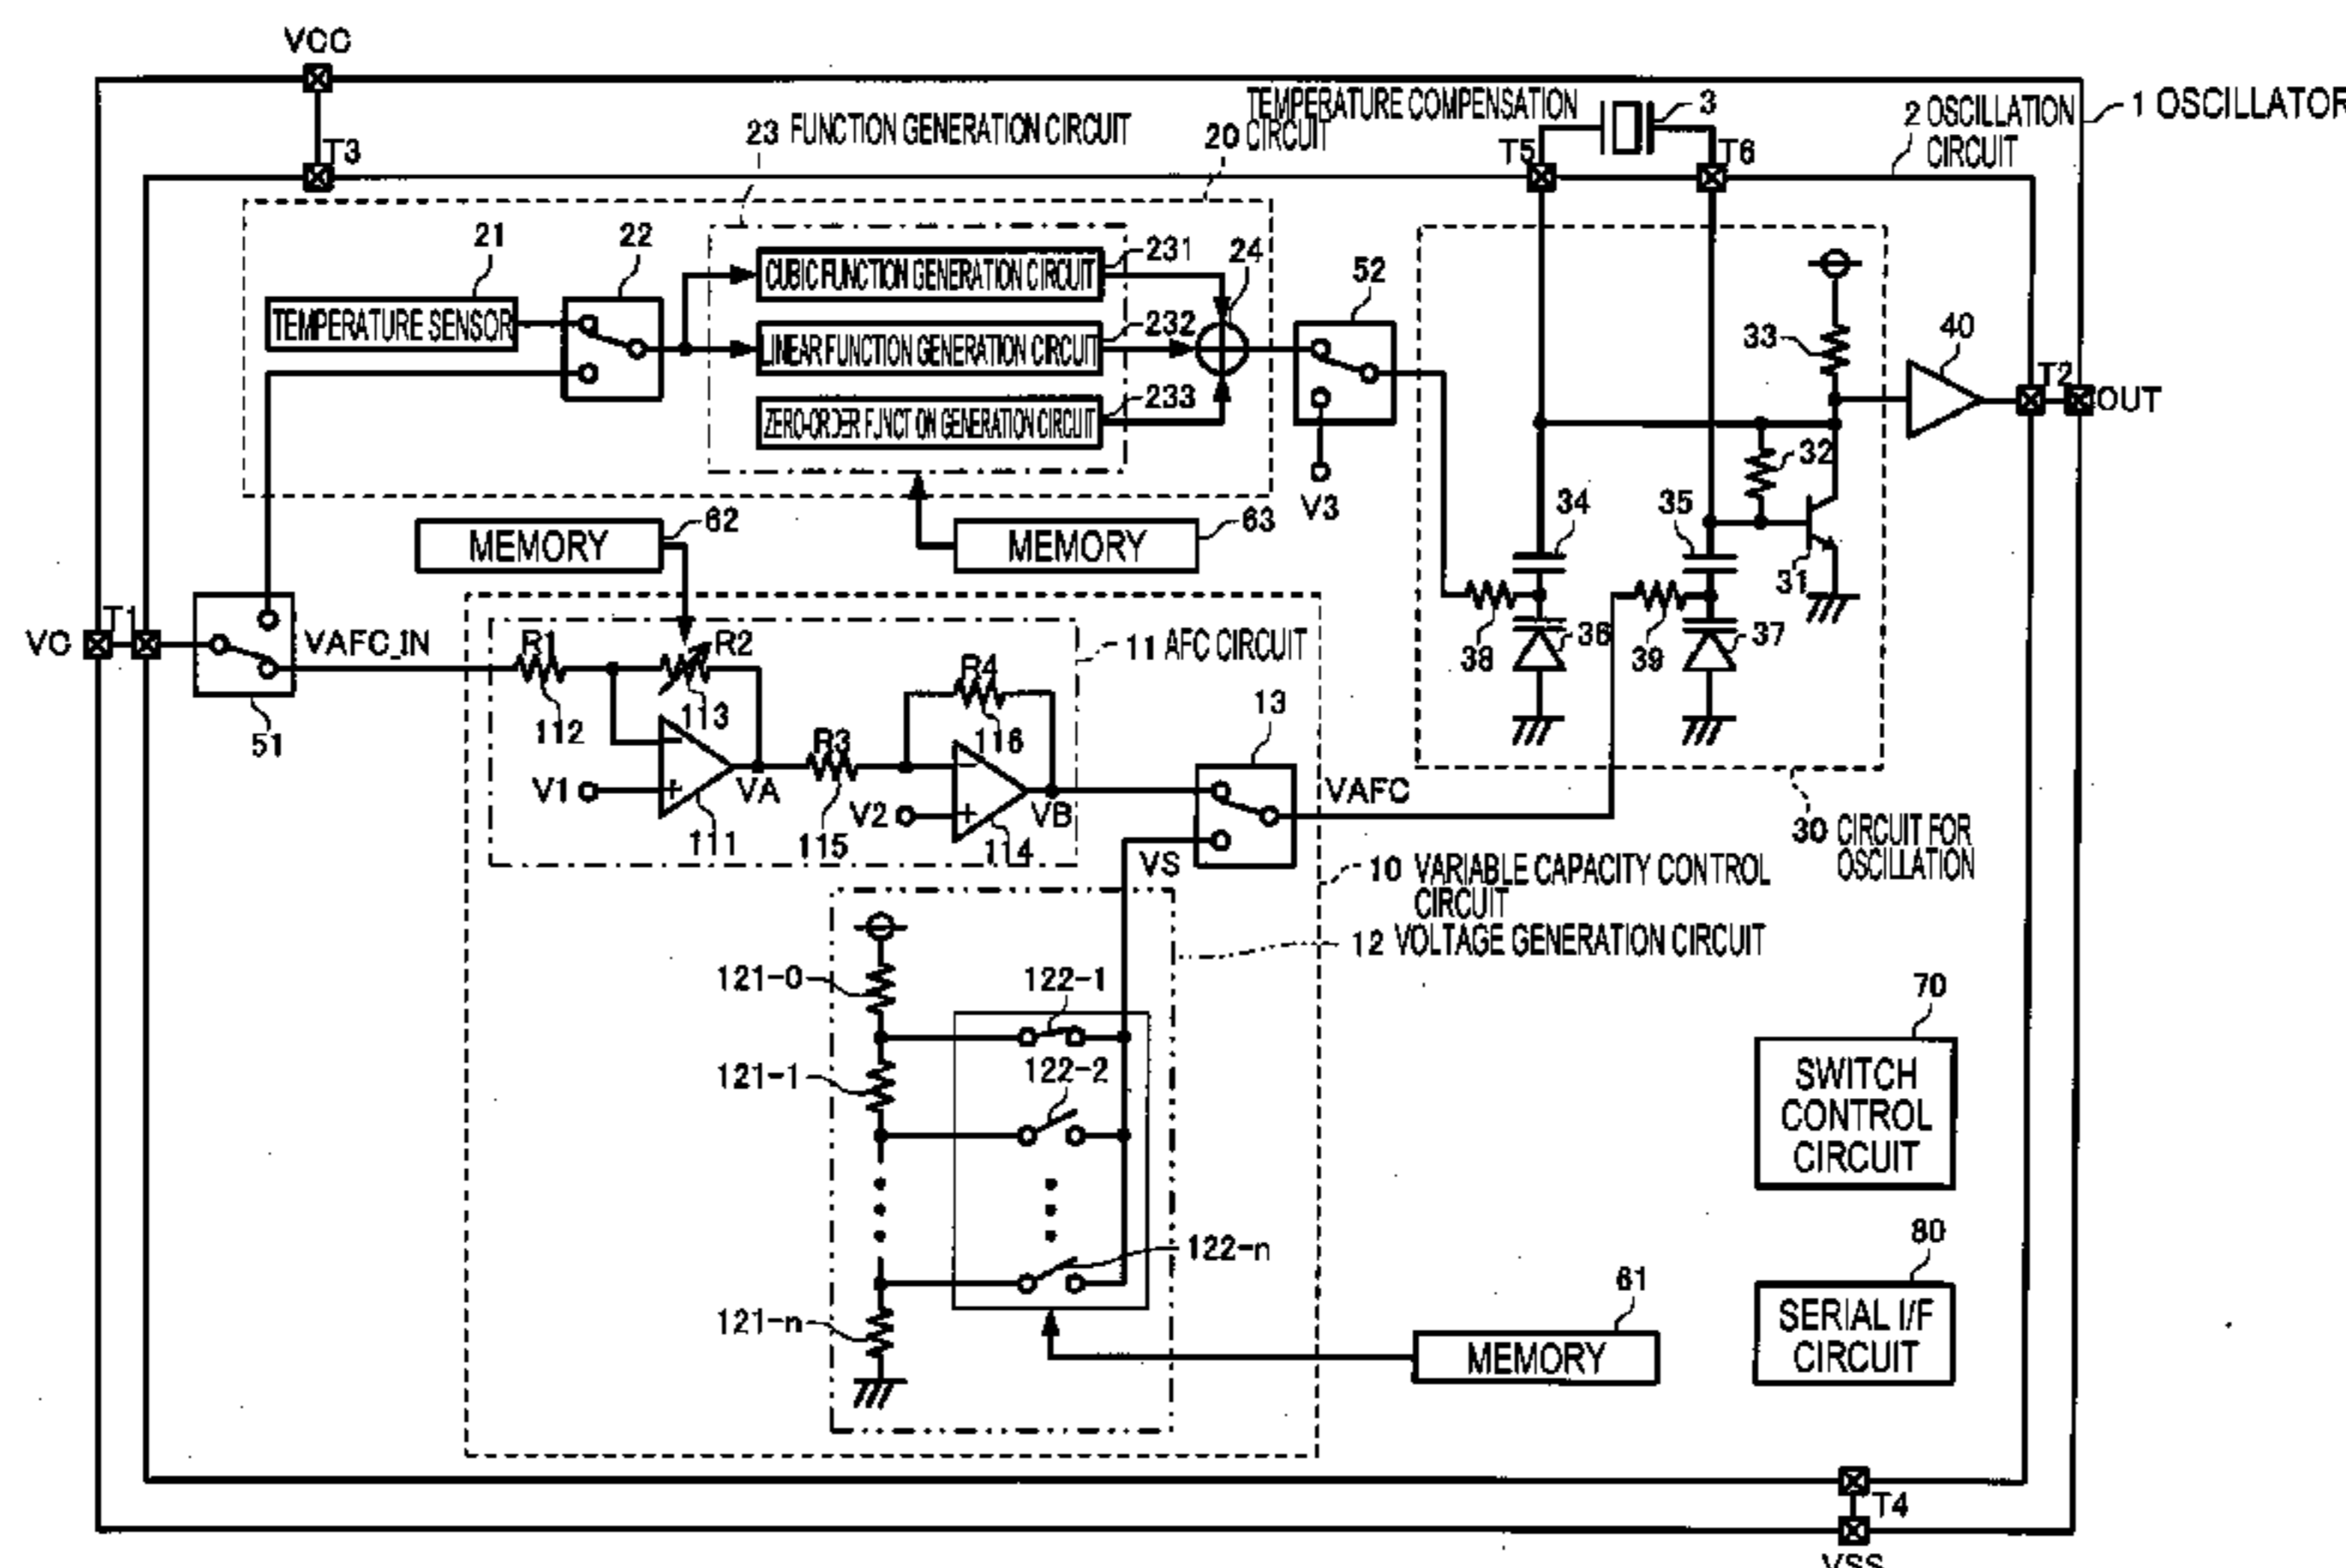 VCC
TEMPERATURE COMPENSATION
3
1 OSCILLATOR
23 FUNCTION GENERATION CIRCUIT
20 CIRCUIT
2 OSCILLATION
CIRCUIT
T3
T5
T6
21
22
231
24
52
CUBIC FUNCTION GENERATION CIRCUIT
TEMPERATURE SENSOR
232
LINEAR FUNCTION GENERATION CIRCUIT
33
40
T2
OUT
233
ZERO-ORDER FUNCTION GENERATION CIRCUIT
32
V3
34
35
62
63
MEMORY
MEMORY
31
T1
VC
VAFC_IN
R1
R2
11 AFC CIRCUIT
38
36
39
37
R4
112
113
13
51
116
R3
V1
VA
VAFC
V2
VB
111
115
114
30 CIRCUIT FOR
OSCILLATION
VS
10 VARIABLE CAPACITY CONTROL
CIRCUIT
12 VOLTAGE GENERATION CIRCUIT
121-0
122-1
70
121-1
122-2
SWITCH
CONTROL
CIRCUIT
122-n
80
61
121-n
SERIAL I/F
CIRCUIT
MEMORY
T4
VSS